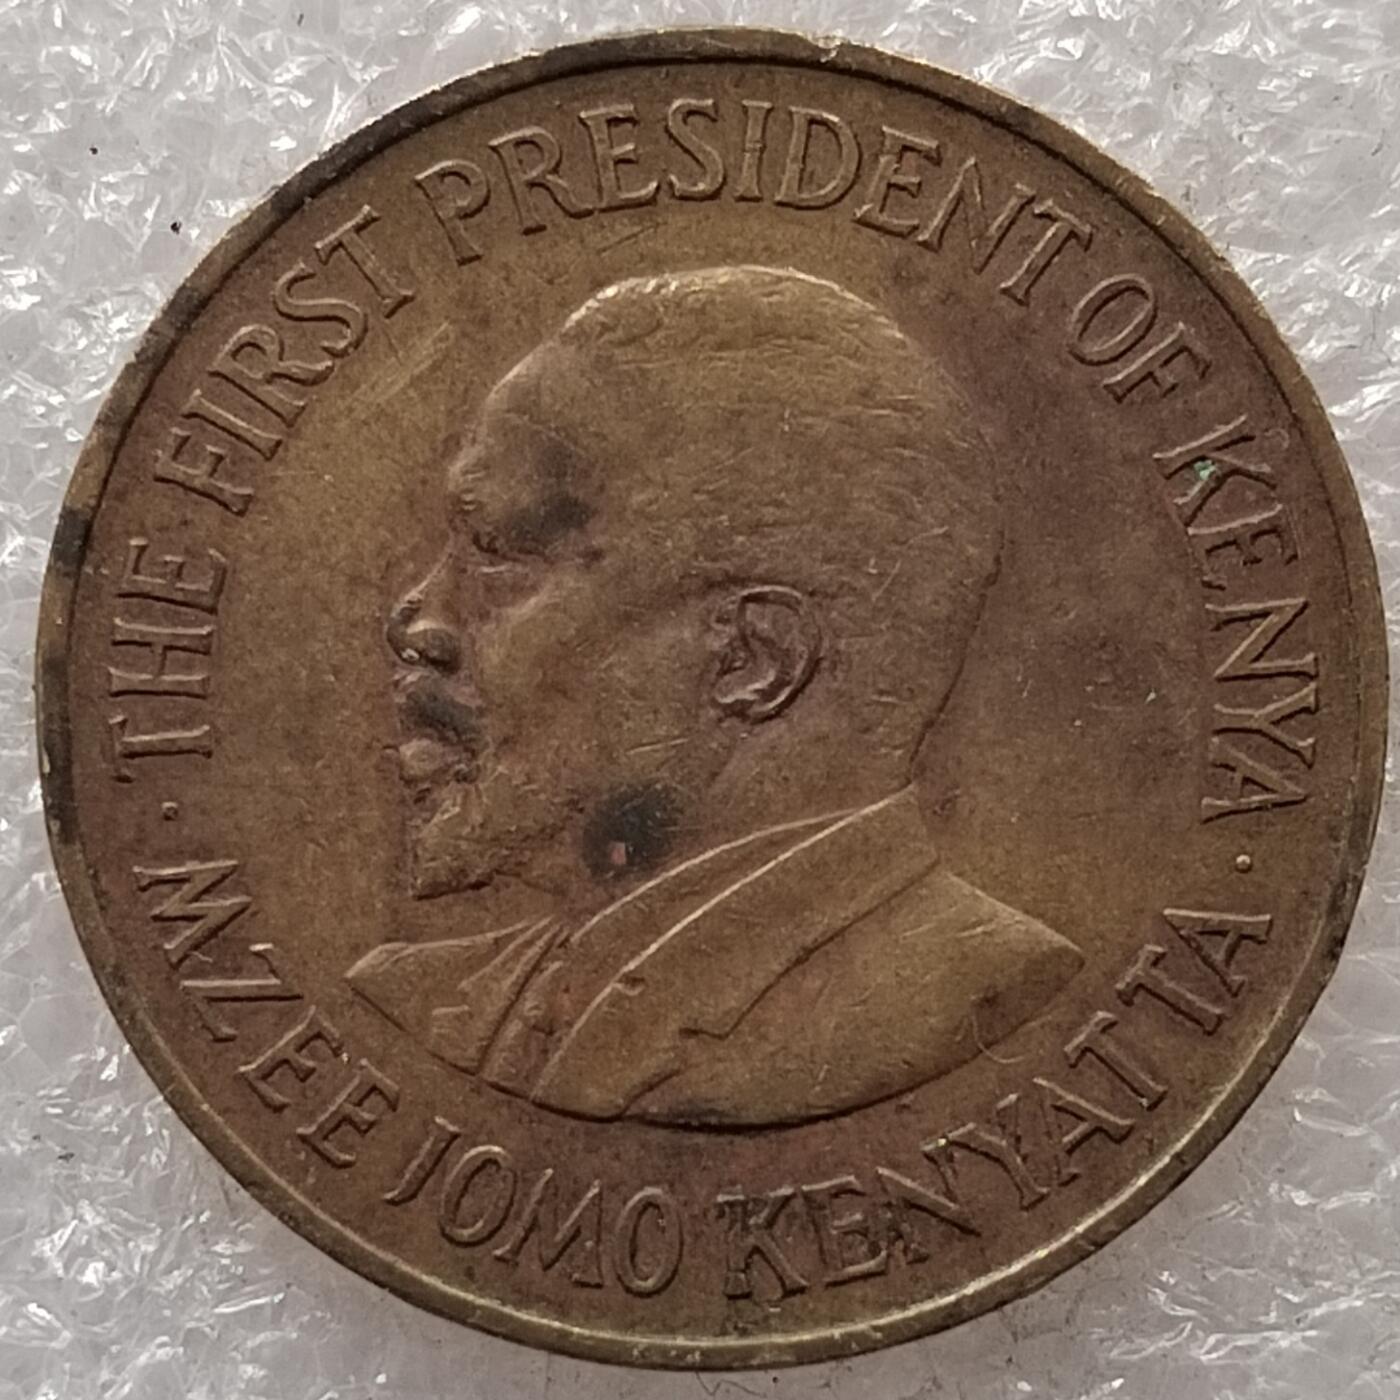 THE FIRST PRESIDENT OF KENYA
· MZEE JOMO KENYATTA ·